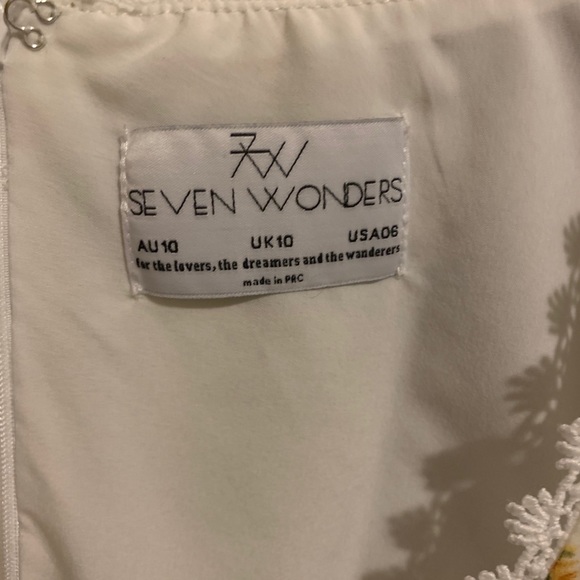 7W
SEVEN WONDERS
AU10 UK10 USA06
for the lovers, the dreamers and the wanderers
made in PRC